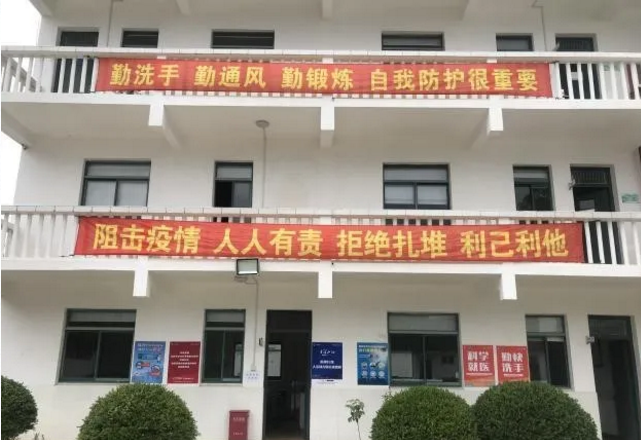 勤洗手 勤通风 勤锻炼 自我防护很重要
阻击疫情 人人有责 拒绝扎堆 利己利他
科学
就医
勤快
洗手